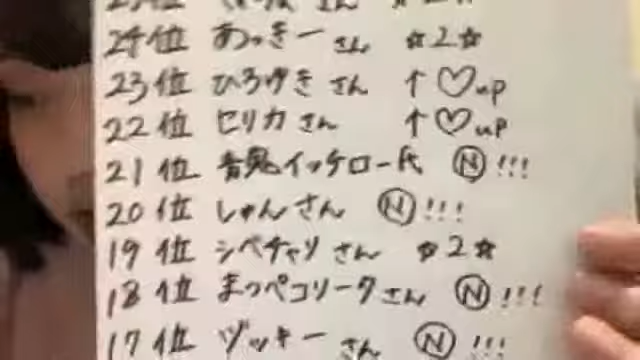 24位 あっきーさん ☆2☆
23位 ひろゆきさん ↑♡up
22位 セリカさん ↑♡up
21位 青鬼イッケロー氏 Ⓝ!!!
20位 しゅんさん Ⓝ!!!
19位 シベチャリさん ☆2☆
18位 まっペコリータさん Ⓝ!!!
17位 ヅッキーさん Ⓝ!!!